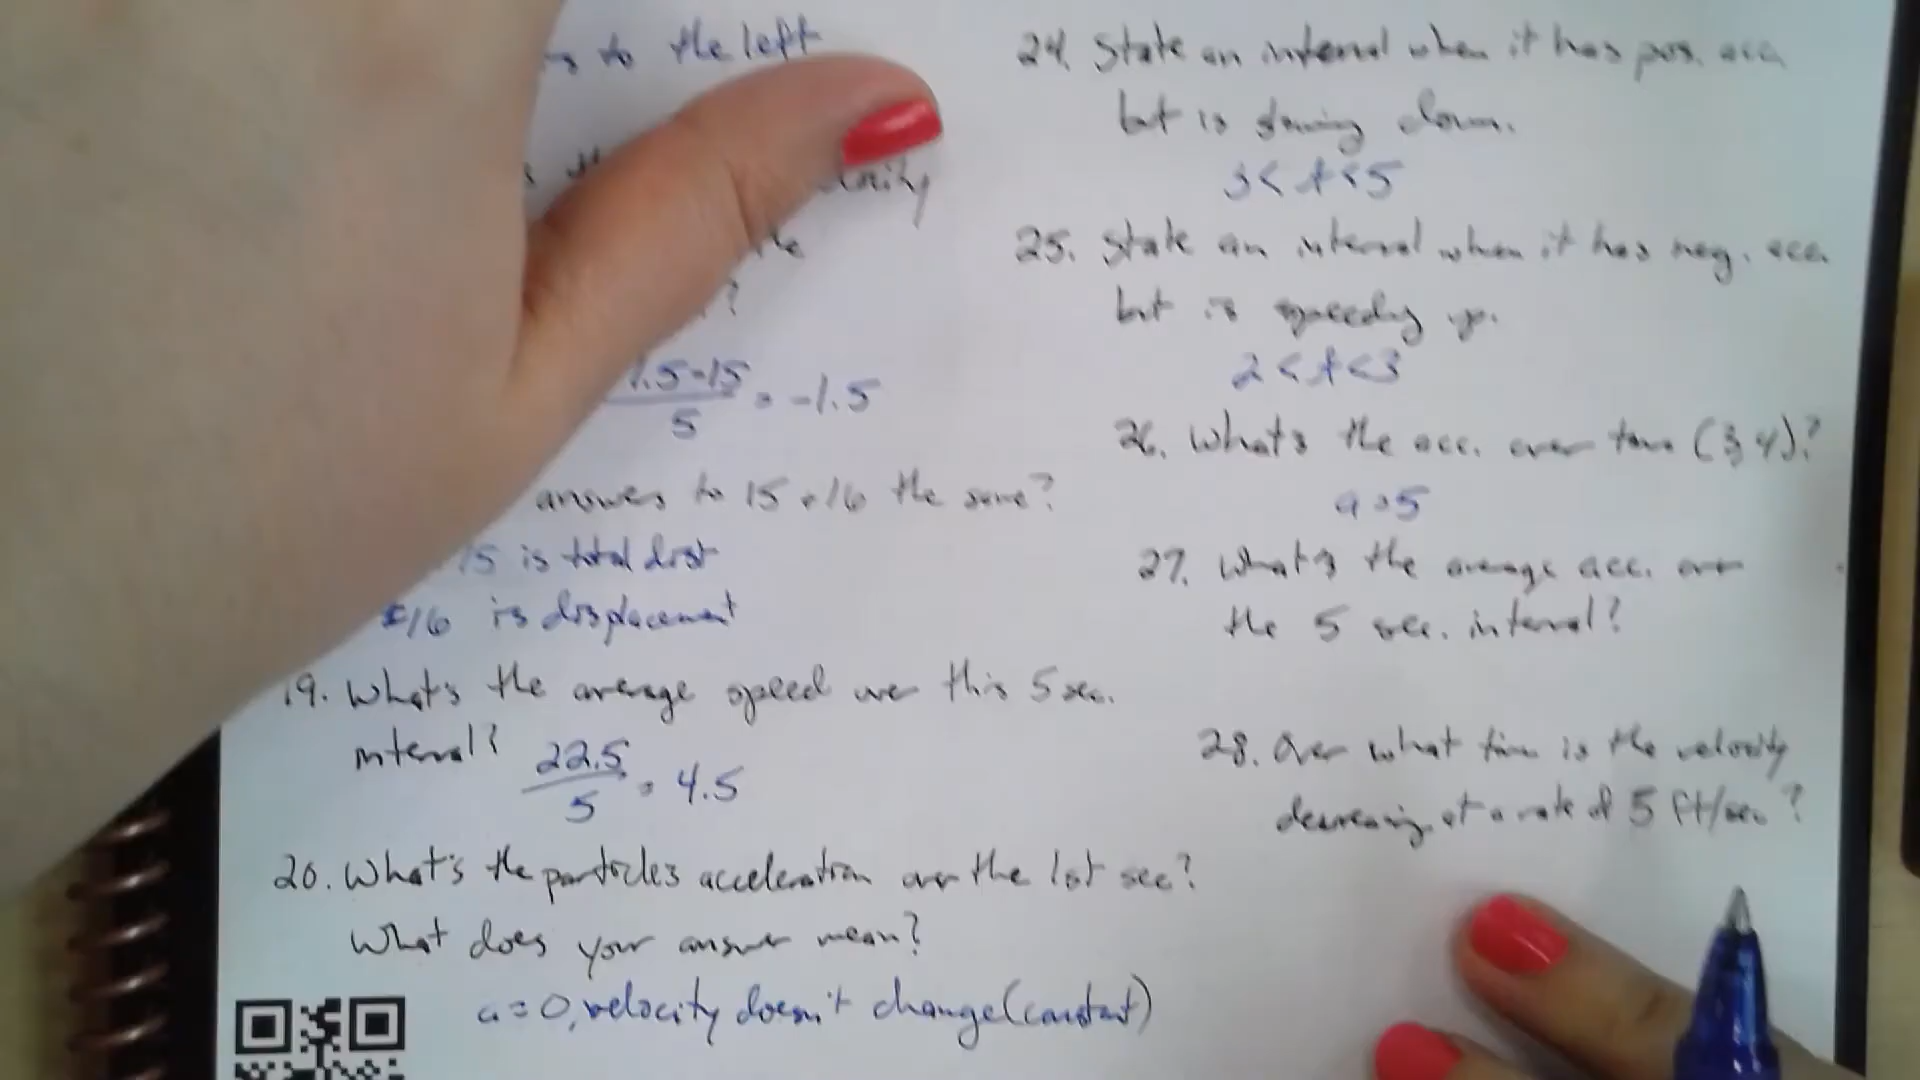 to the left
?
.5-15
5
= -1.5
answers to 15 + 16 the same?
15 is total dist
#16 is displacement
19. What's the average speed over this 5 sec.
interval?
22.5
5
= 4.5
20. What's the particle's acceleration over the 1st sec?
What does your answer mean?
a = 0, velocity doesn't change (constant)
24. State an interval when it has pos. acc.
but is slowing down.
3 < t < 5
25. State an interval when it has neg. acc.
but is speeding up.
2 < t < 3
26. What's the acc. over time (3,4)?
a = 5
27. What's the average acc. over
the 5 sec. interval?
28. Over what time is the velocity
decreasing at a rate of 5 ft/sec?